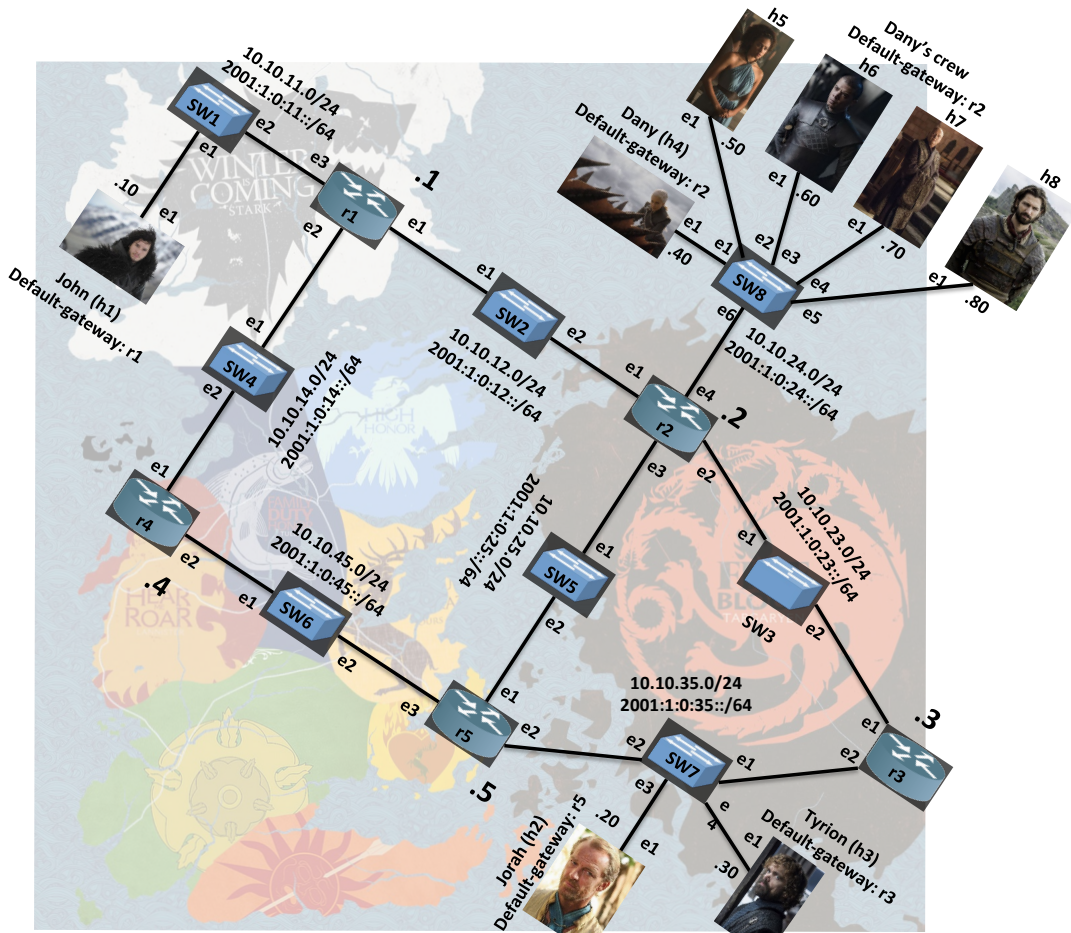 h5
Dany's crew
Default-gateway: r2
h6
h7
h8
10.10.11.0/24
2001:1:0:11::/64
SW1
e2
e1
e3
.1
WINTER
COMING
STARK
.10
e1
r1
e1
e2
John (h1)
Default-gateway: r1
Dany (h4)
Default-gateway: r2
e1
.50
e1
.60
e1
.70
e1
.80
e1
.40
e1
e2
e3
e4
e5
e6
SW8
10.10.24.0/24
2001:1:0:24::/64
e1
SW2
e2
10.10.12.0/24
2001:1:0:12::/64
e1
SW4
e2
10.10.14.0/24
2001:1:0:14::/64
HIGH
HONOR
e1
e4
.2
r2
e3
e2
e1
r4
e2
.4
DUTY
HEAR
ROAR
10.10.45.0/24
2001:1:0:45::/64
e1
SW6
e2
10.10.25.0/24
2001:1:0:25::/64
e1
SW5
e2
10.10.23.0/24
2001:1:0:23::/64
e1
SW3
e2
BLO
e1
e3
r5
e2
.5
10.10.35.0/24
2001:1:0:35::/64
e2
SW7
e1
e3
e
4
e1
.3
e2
r3
Jorah (h2)
Default-gateway: r5
.20
e1
Tyrion (h3)
Default-gateway: r3
e1
.30